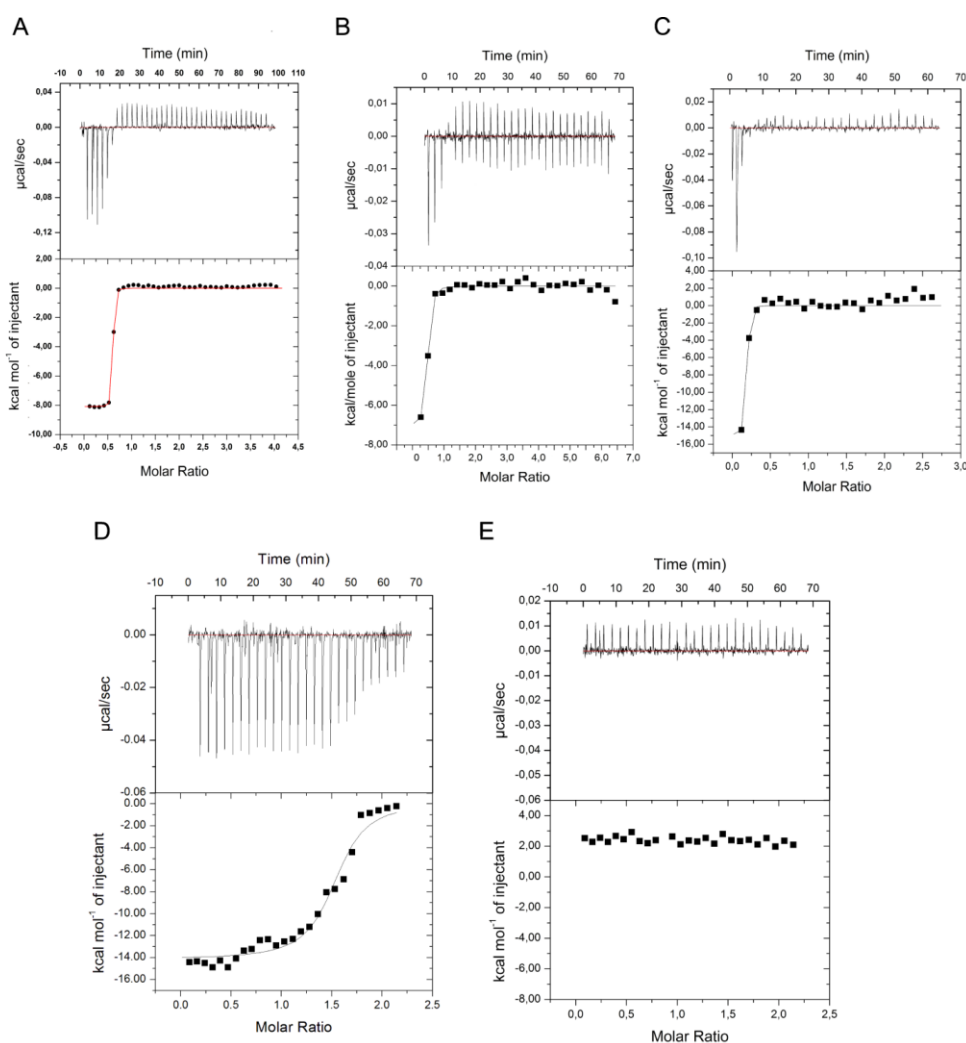 A
Time (min)
-10 0 10 20 30 40 50 60 70 80 90 100 110
0,04
0,00
-0,04
-0,08
-0,12
µcal/sec
2,00
0,00
-2,00
-4,00
-6,00
-8,00
-10,00
kcal mol⁻¹ of injectant
-0,5 0,0 0,5 1,0 1,5 2,0 2,5 3,0 3,5 4,0 4,5
Molar Ratio
B
Time (min)
0 10 20 30 40 50 60 70
0,01
0,00
-0,01
-0,02
-0,03
-0,04
µcal/sec
0,00
-2,00
-4,00
-6,00
-8,00
kcal/mole of injectant
0,0 1,0 2,0 3,0 4,0 5,0 6,0 7,0
Molar Ratio
C
Time (min)
0 10 20 30 40 50 60 70
0,02
0,00
-0,02
-0,04
-0,06
-0,08
-0,10
µcal/sec
4,00
2,00
0,00
-2,00
-4,00
-6,00
-8,00
-10,00
-12,00
-14,00
-16,00
kcal mol⁻¹ of injectant
0,0 0,5 1,0 1,5 2,0 2,5 3,0
Molar Ratio
D
Time (min)
-10 0 10 20 30 40 50 60 70
0.00
-0.02
-0.04
-0.06
µcal/sec
0.00
-2.00
-4.00
-6.00
-8.00
-10.00
-12.00
-14.00
-16.00
kcal mol⁻¹ of injectant
0.0 0.5 1.0 1.5 2.0 2.5
Molar Ratio
E
Time (min)
-10 0 10 20 30 40 50 60 70
0,02
0,01
0,00
-0,01
-0,02
-0,03
-0,04
-0,05
-0,06
µcal/sec
4,00
2,00
0,00
-2,00
-4,00
-6,00
-8,00
kcal mol⁻¹ of injectant
0,0 0,5 1,0 1,5 2,0 2,5
Molar Ratio